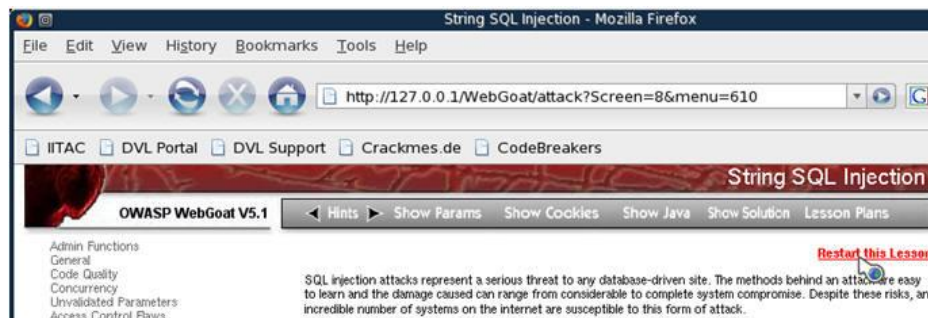 String SQL Injection - Mozilla Firefox
File Edit View History Bookmarks Tools Help
http://127.0.0.1/WebGoat/attack?Screen=8&menu=610
G
IITAC DVL Portal DVL Support Crackmes.de CodeBreakers
String SQL Injection
OWASP WebGoat V5.1
Hints Show Params Show Cookies Show Java Show Solution Lesson Plans
Admin Functions
General
Code Quality
Concurrency
Unvalidated Parameters
Access Control Flaws
Restart this Lesson
SQL injection attacks represent a serious threat to any database-driven site. The methods behind an attack are easy
to learn and the damage caused can range from considerable to complete system compromise. Despite these risks, an
incredible number of systems on the internet are susceptible to this form of attack.